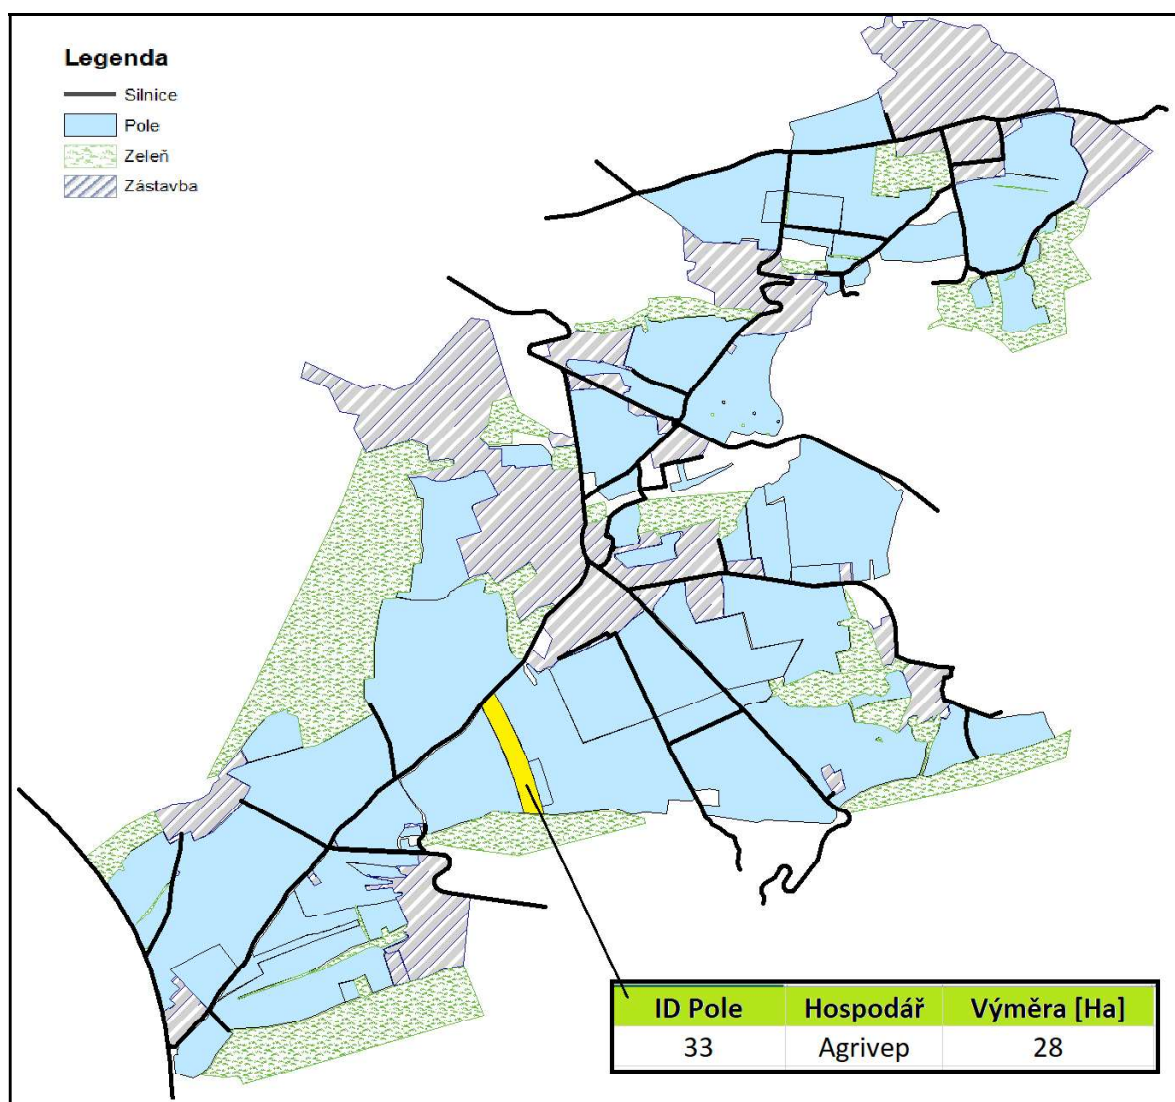 Legenda
Silnice
Pole
Zeleň
Zástavba
ID Pole Hospodář Výměra [Ha]
33 Agrivep 28